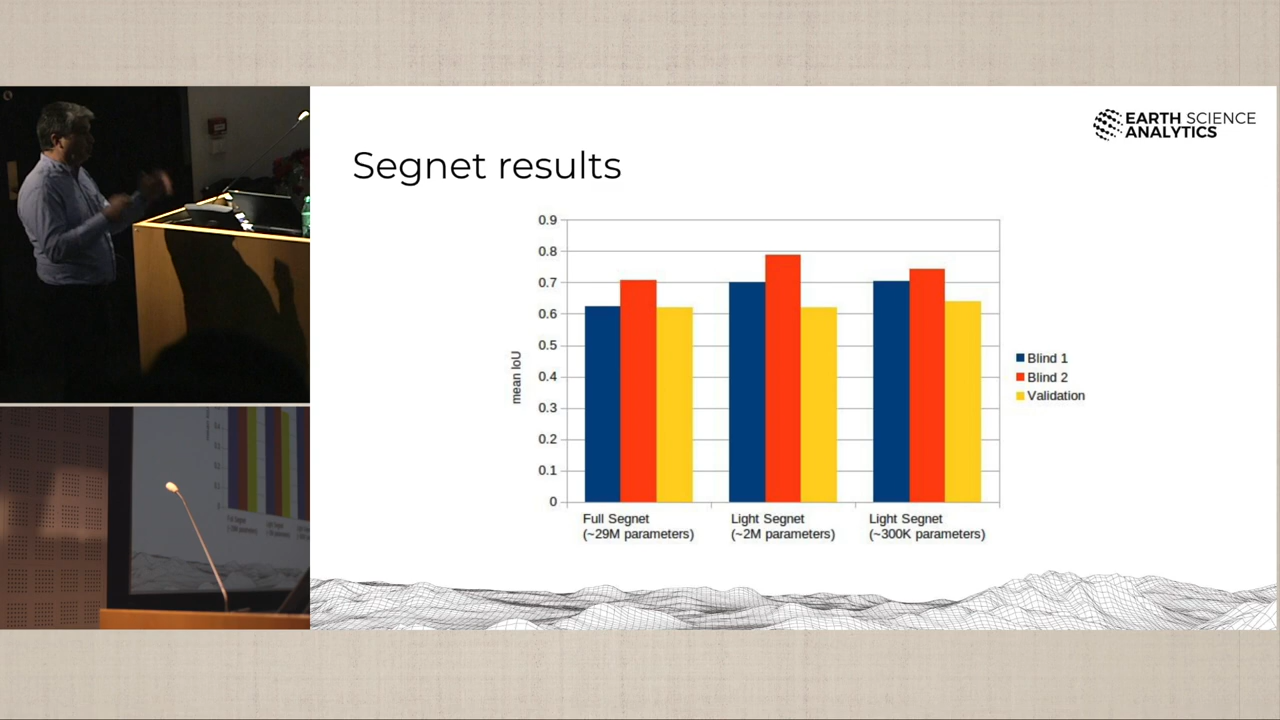 EARTH SCIENCE
ANALYTICS
Segnet results
0.9
0.8
0.7
0.6
0.5
0.4
0.3
0.2
0.1
0
mean IoU
Blind 1
Blind 2
Validation
Full Segnet
(~29M parameters)
Light Segnet
(~2M parameters)
Light Segnet
(~300K parameters)